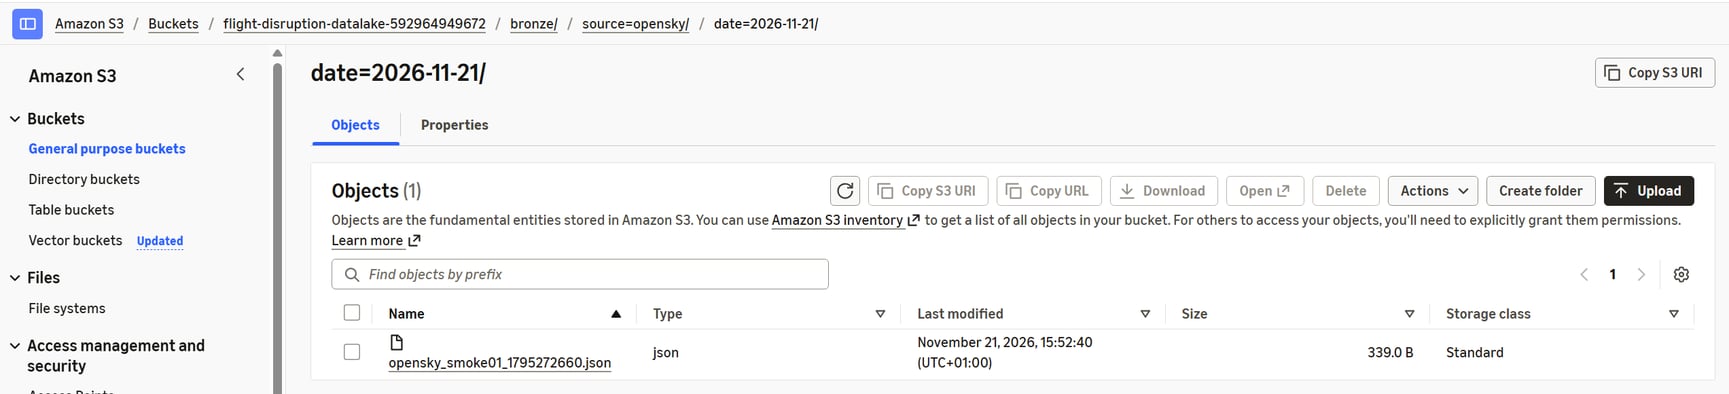 Amazon S3 / Buckets / flight-disruption-datalake-592964949672 / bronze/ / source=opensky/ / date=2026-11-21/
Amazon S3
Buckets
General purpose buckets
Directory buckets
Table buckets
Vector buckets Updated
Files
File systems
Access management and
security
date=2026-11-21/
Copy S3 URI
Objects Properties
Objects (1)
Copy S3 URI Copy URL Download Open Delete Actions Create folder Upload
Objects are the fundamental entities stored in Amazon S3. You can use Amazon S3 inventory to get a list of all objects in your bucket. For others to access your objects, you'll need to explicitly grant them permissions.
Learn more
Find objects by prefix
1
Name Type Last modified Size Storage class
opensky_smoke01_1795272660.json json November 21, 2026, 15:52:40 339.0 B Standard
(UTC+01:00)